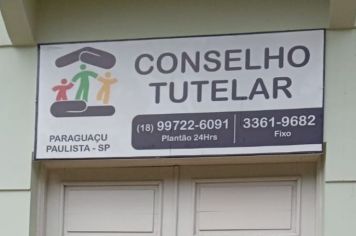 CONSELHO
TUTELAR
PARAGUAÇU
PAULISTA - SP
(18) 99722-6091
Plantão 24Hrs
3361-9682
Fixo